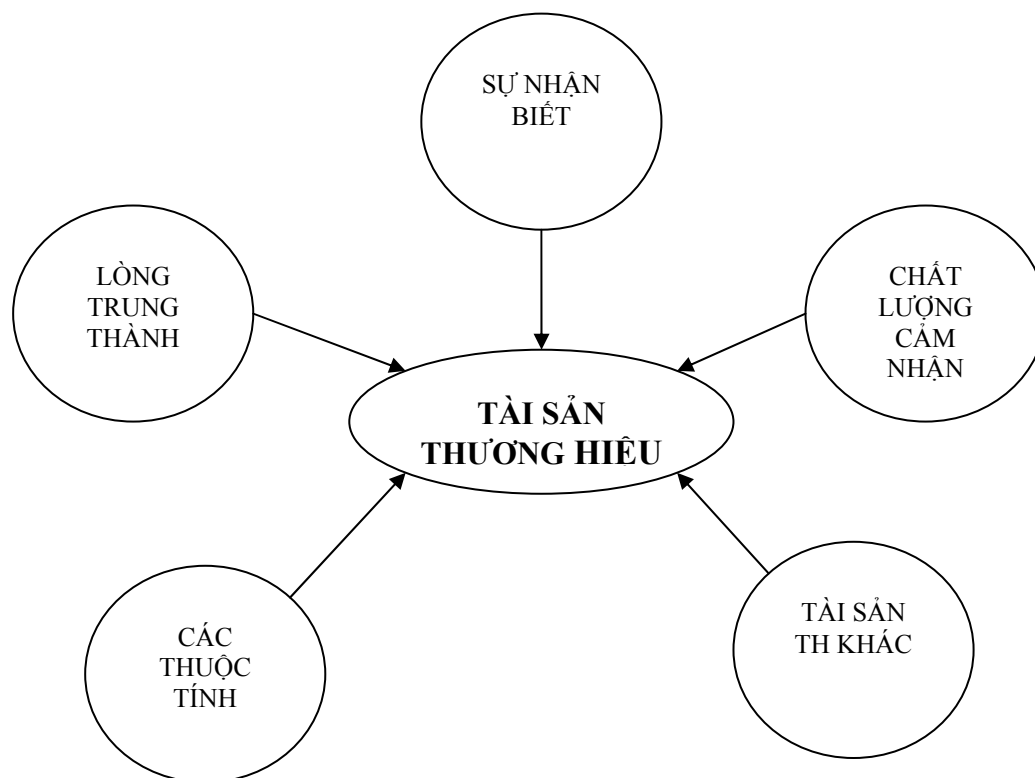 SỰ NHẬN
BIẾT
LÒNG
TRUNG
THÀNH
CHẤT
LƯỢNG
CẢM
NHẬN
TÀI SẢN
THƯƠNG HIỆU
CÁC
THUỘC
TÍNH
TÀI SẢN
TH KHÁC